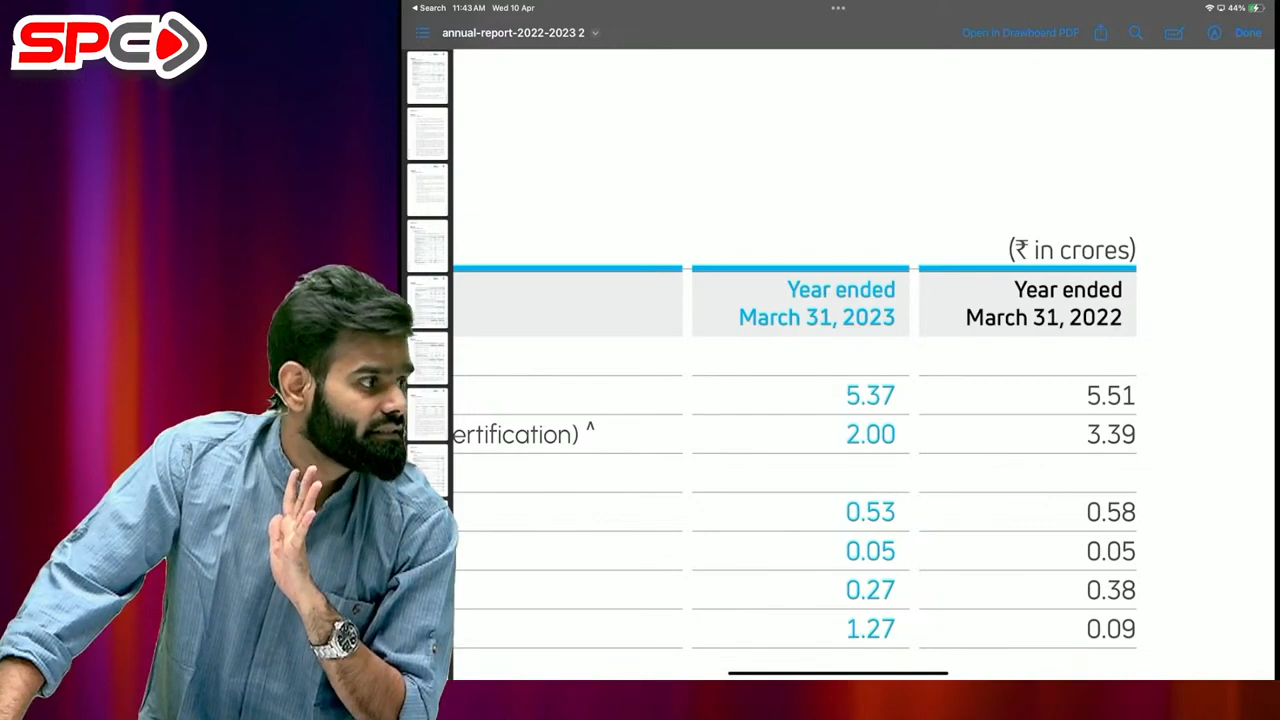 SPC
Search 11:43 AM Wed 10 Apr 44%
annual-report-2022-2023 2
Open in Drawboard PDF
Done
(₹ in crores)
Year ended March 31, 2023
Year ended March 31, 2022
5.37 5.51
ertification) ^ 2.00 3.39
0.53 0.58
0.05 0.05
0.27 0.38
1.27 0.09